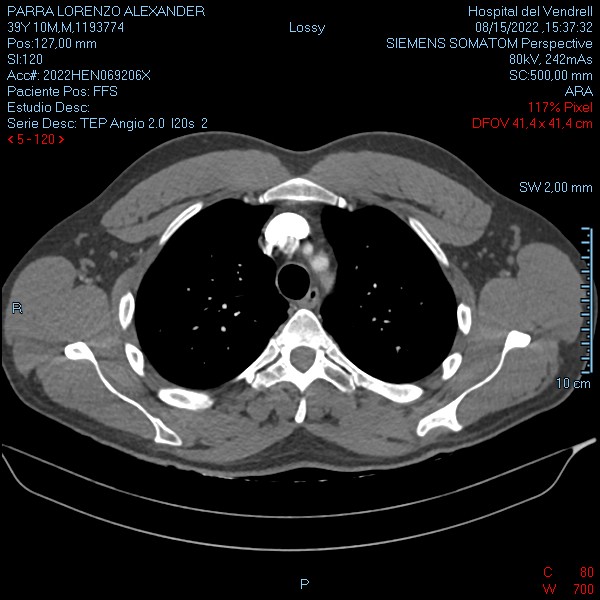 PARRA LORENZO ALEXANDER
39Y 10M,M,1193774
Pos:127,00 mm
SI:120
Acc#: 2022HEN069206X
Paciente Pos: FFS
Estudio Desc:
Serie Desc: TEP Angio 2.0 I20s 2
< 5 - 120 >
Lossy
Hospital del Vendrell
08/15/2022 ,15:37:32
SIEMENS SOMATOM Perspective
80kV, 242mAs
SC:500,00 mm
ARA
117% Pixel
DFOV 41,4 x 41,4 cm
SW 2,00 mm
R
10 cm
P
C 80
W 700